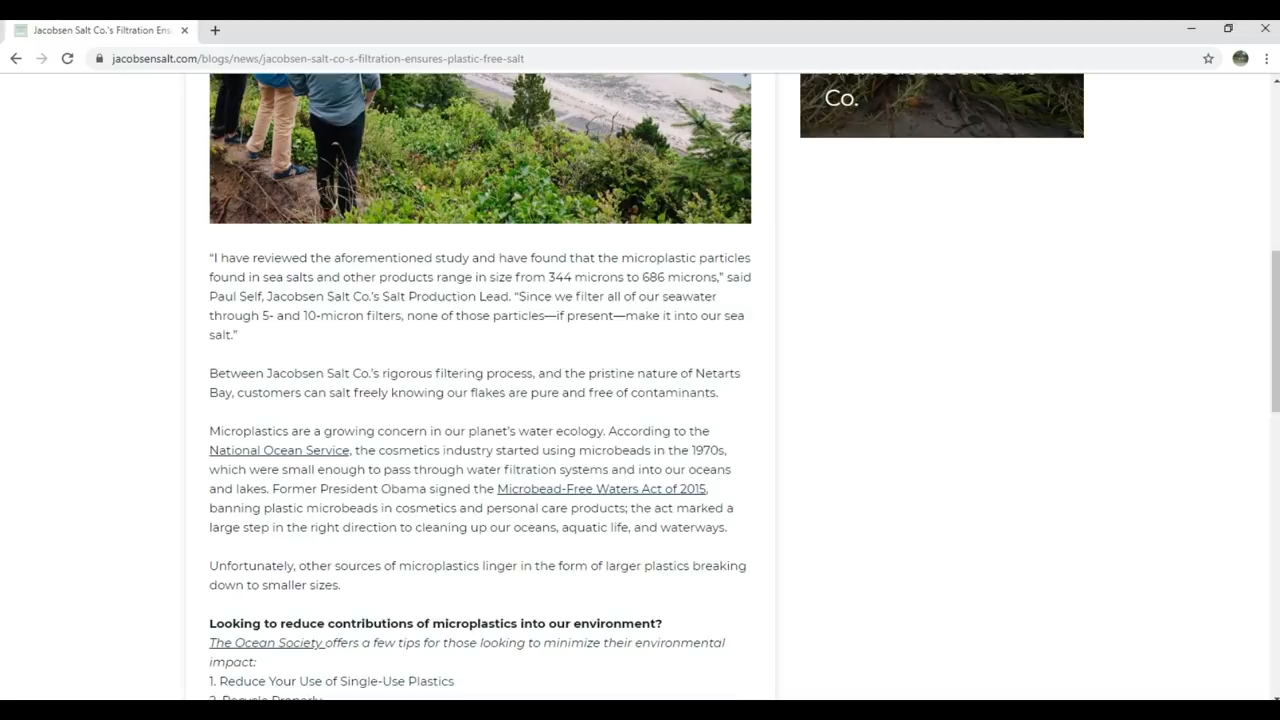 Jacobsen Salt Co.'s Filtration Ens
jacobsensalt.com/blogs/news/jacobsen-salt-co-s-filtration-ensures-plastic-free-salt
Co.
“I have reviewed the aforementioned study and have found that the microplastic particles
found in sea salts and other products range in size from 344 microns to 686 microns,” said
Paul Self, Jacobsen Salt Co.’s Salt Production Lead. “Since we filter all of our seawater
through 5- and 10-micron filters, none of those particles—if present—make it into our sea
salt.”
Between Jacobsen Salt Co.’s rigorous filtering process, and the pristine nature of Netarts
Bay, customers can salt freely knowing our flakes are pure and free of contaminants.
Microplastics are a growing concern in our planet’s water ecology. According to the
National Ocean Service, the cosmetics industry started using microbeads in the 1970s,
which were small enough to pass through water filtration systems and into our oceans
and lakes. Former President Obama signed the Microbead-Free Waters Act of 2015,
banning plastic microbeads in cosmetics and personal care products; the act marked a
large step in the right direction to cleaning up our oceans, aquatic life, and waterways.
Unfortunately, other sources of microplastics linger in the form of larger plastics breaking
down to smaller sizes.
Looking to reduce contributions of microplastics into our environment?
The Ocean Society offers a few tips for those looking to minimize their environmental
impact:
1. Reduce Your Use of Single-Use Plastics
2. Recycle Properly